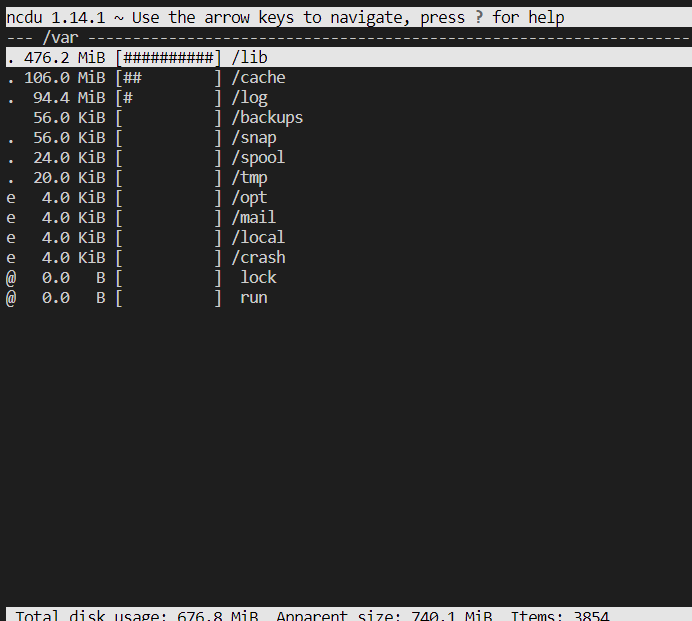 ncdu 1.14.1 ~ Use the arrow keys to navigate, press ? for help
--- /var -------------------------------------------------------------------
. 476.2 MiB [##########] /lib
. 106.0 MiB [##        ] /cache
.  94.4 MiB [#         ] /log
   56.0 KiB [          ] /backups
.  56.0 KiB [          ] /snap
.  24.0 KiB [          ] /spool
.  20.0 KiB [          ] /tmp
e   4.0 KiB [          ] /opt
e   4.0 KiB [          ] /mail
e   4.0 KiB [          ] /local
e   4.0 KiB [          ] /crash
@   0.0   B [          ]  lock
@   0.0   B [          ]  run
Total disk usage: 676.8 MiB  Apparent size: 740.1 MiB  Items: 3854